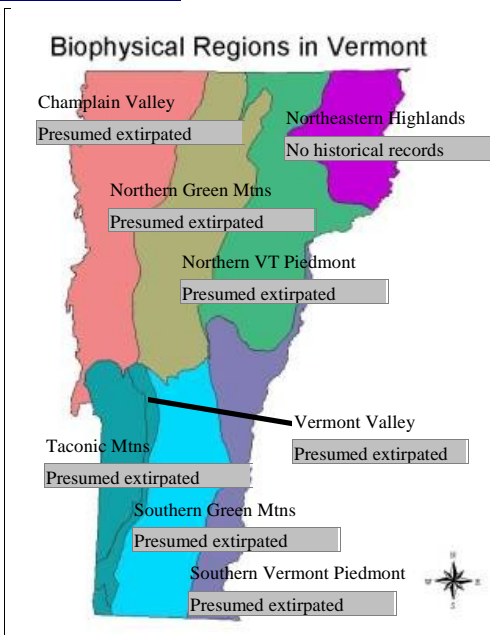 Biophysical Regions in Vermont
Champlain Valley
Presumed extirpated
Northeastern Highlands
No historical records
Northern Green Mtns
Presumed extirpated
Northern VT Piedmont
Presumed extirpated
Vermont Valley
Presumed extirpated
Taconic Mtns
Presumed extirpated
Southern Green Mtns
Presumed extirpated
Southern Vermont Piedmont
Presumed extirpated
N
W E
S